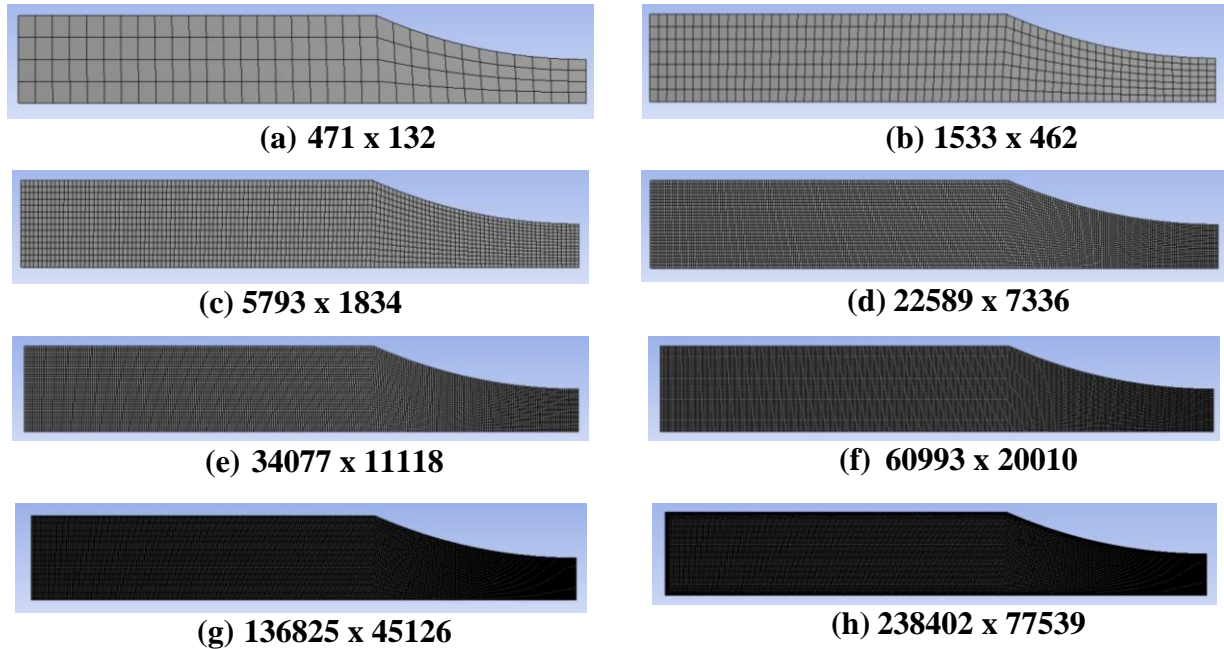 (a) 471 x 132
(b) 1533 x 462
(c) 5793 x 1834
(d) 22589 x 7336
(e) 34077 x 11118
(f) 60993 x 20010
(g) 136825 x 45126
(h) 238402 x 77539